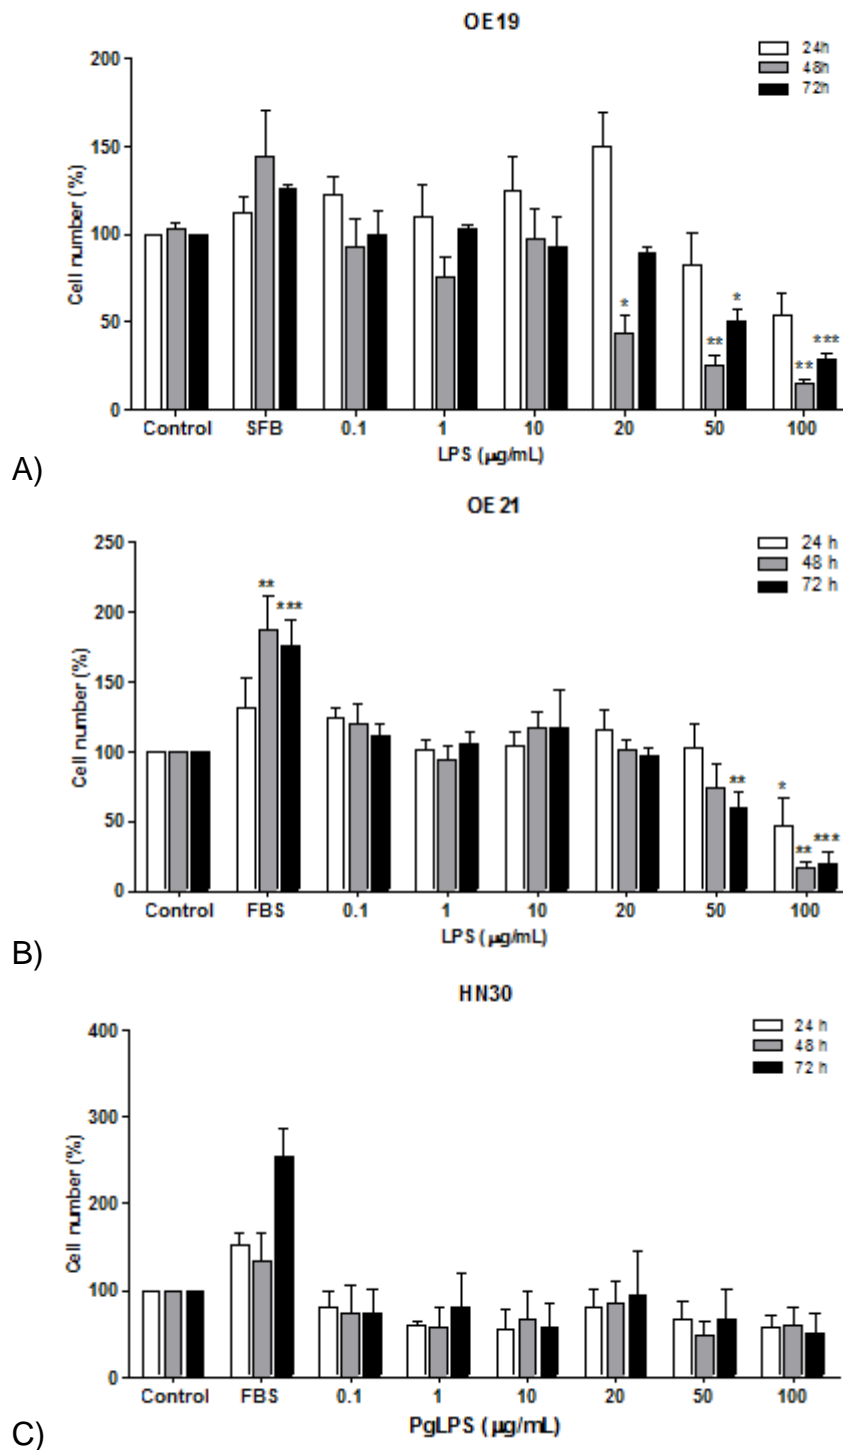 OE19
24h
48h
72h
200
150
100
50
0
Cell number (%)
* ** * ** ***
Control SFB 0.1 1 10 20 50 100
LPS (µg/mL)
A)
OE 21
24 h
48 h
72 h
250
200
150
100
50
0
Cell number (%)
** *** ** * ** ***
Control FBS 0.1 1 10 20 50 100
LPS (µg/mL)
B)
HN30
24 h
48 h
72 h
400
300
200
100
0
Cell number (%)
Control FBS 0.1 1 10 20 50 100
PgLPS (µg/mL)
C)